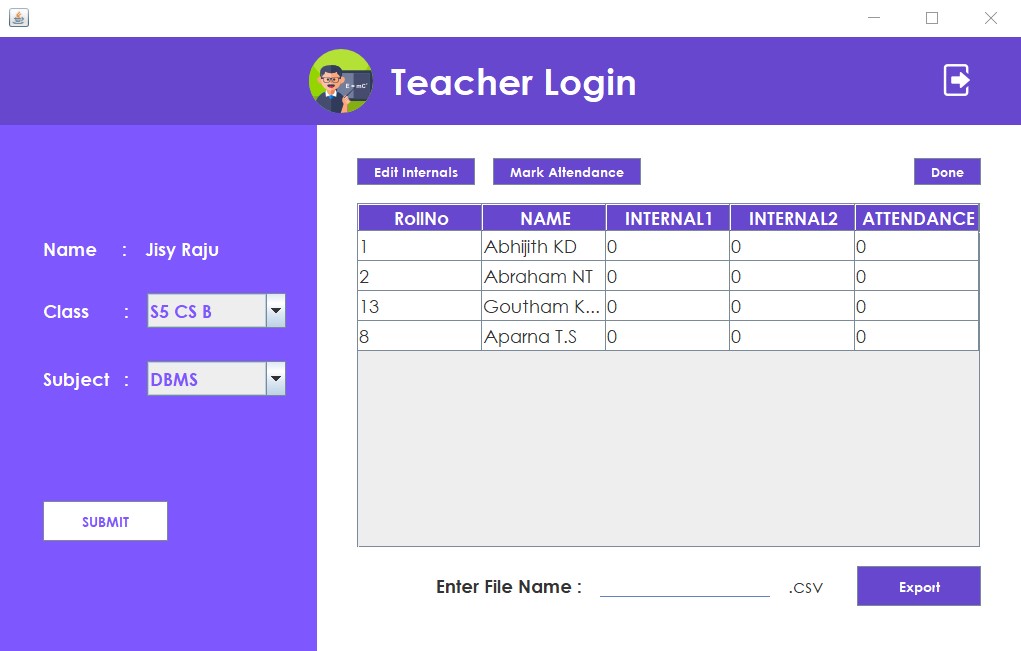 Teacher Login
E = mC²
Name : Jisy Raju
Class : S5 CS B
Subject : DBMS
SUBMIT
Edit Internals Mark Attendance Done
RollNo NAME INTERNAL1 INTERNAL2 ATTENDANCE
1 Abhijith KD 0 0 0
2 Abraham NT 0 0 0
13 Goutham K... 0 0 0
8 Aparna T.S 0 0 0
Enter File Name : .CSV Export